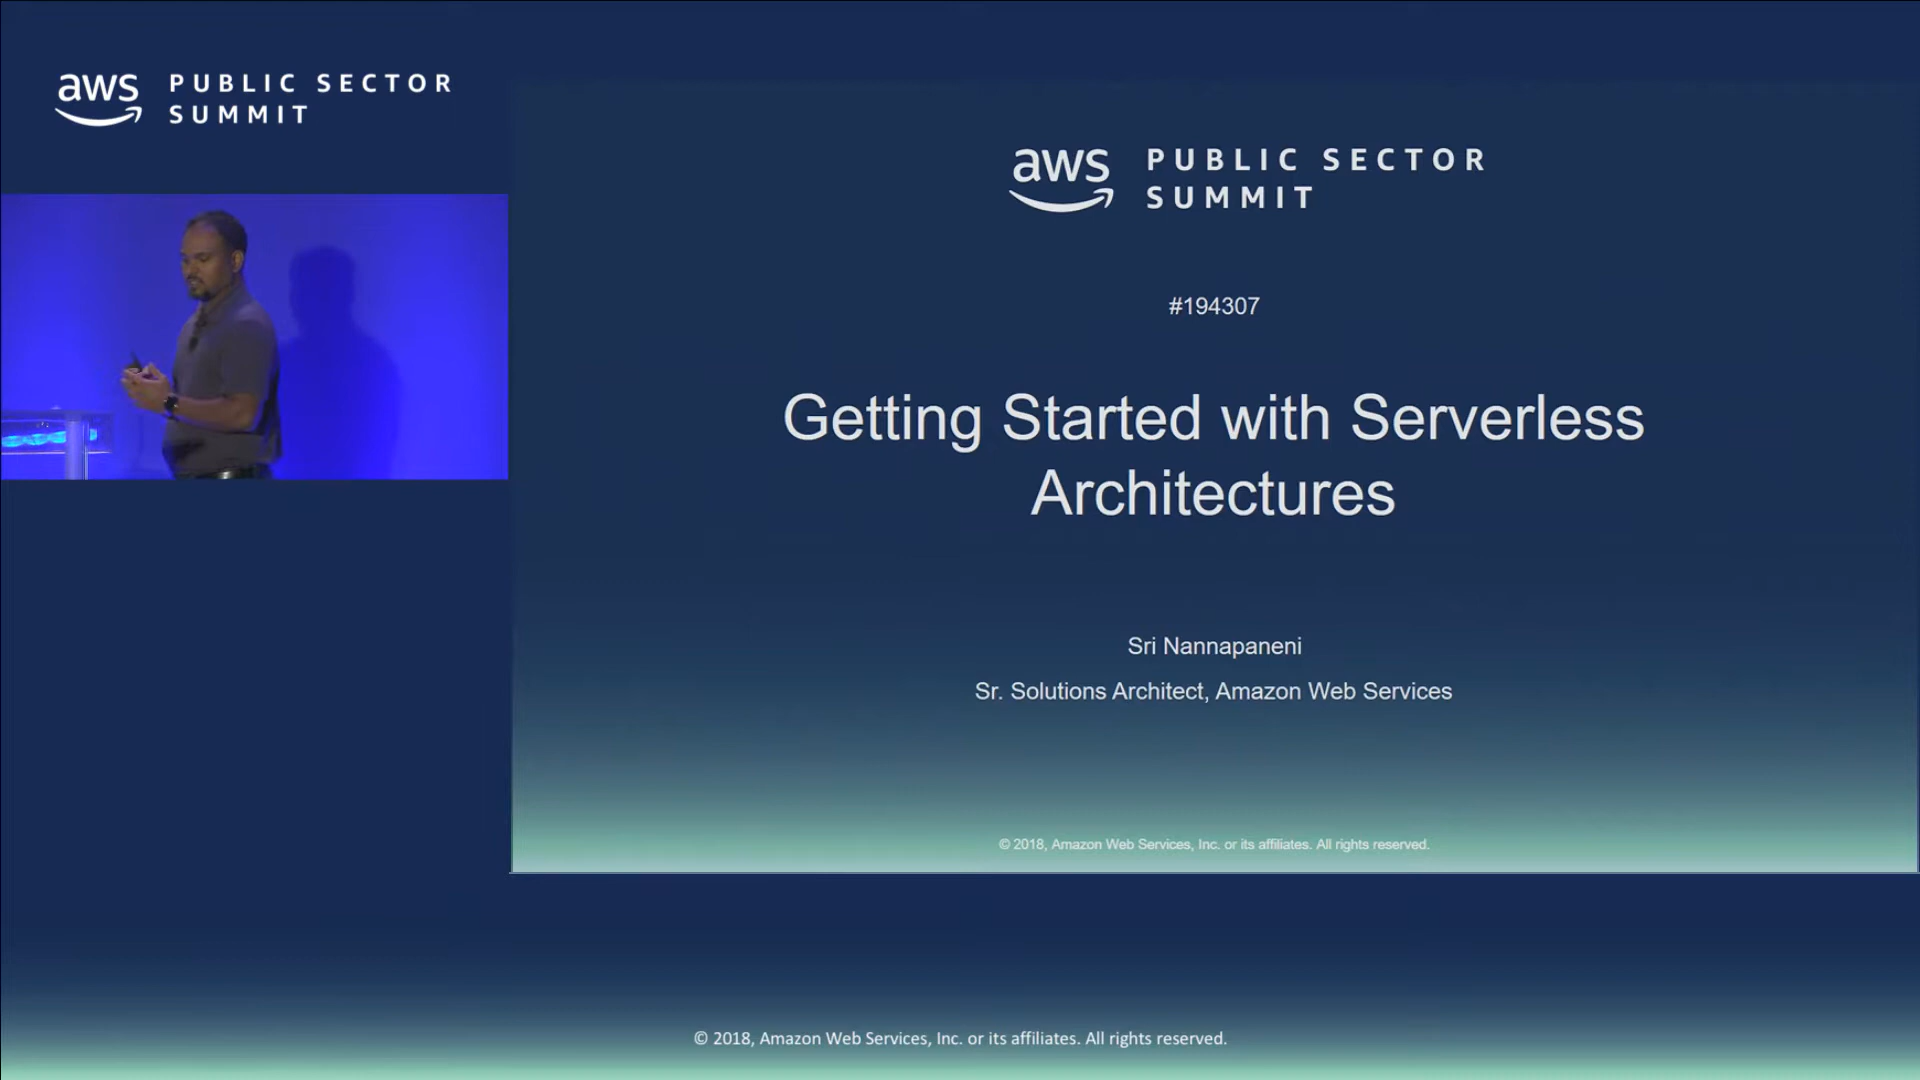 aws PUBLIC SECTOR
SUMMIT
aws PUBLIC SECTOR
SUMMIT
#194307
Getting Started with Serverless
Architectures
Sri Nannapaneni
Sr. Solutions Architect, Amazon Web Services
© 2018, Amazon Web Services, Inc. or its affiliates. All rights reserved.
© 2018, Amazon Web Services, Inc. or its affiliates. All rights reserved.